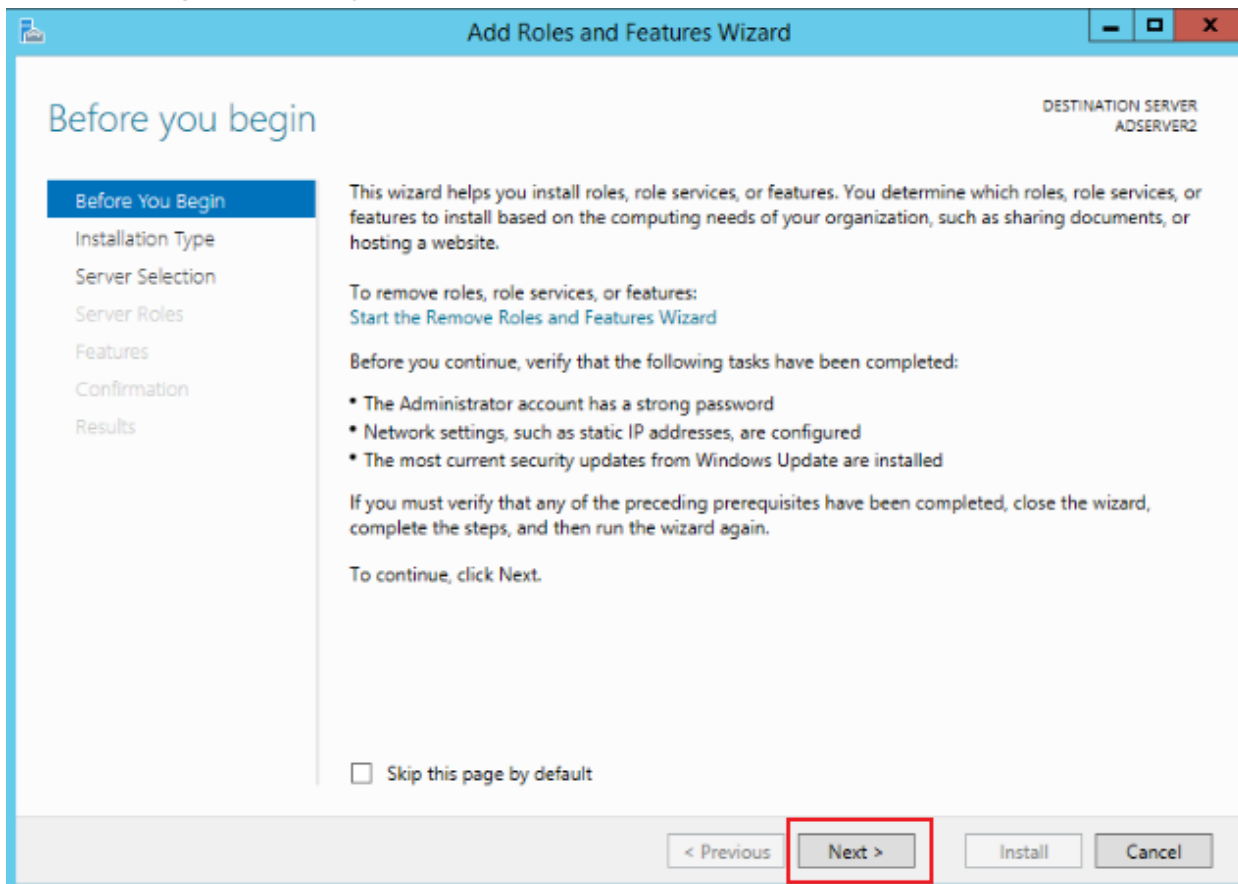 Add Roles and Features Wizard
Before you begin
DESTINATION SERVER
ADSERVER2
Before You Begin
Installation Type
Server Selection
Server Roles
Features
Confirmation
Results
This wizard helps you install roles, role services, or features. You determine which roles, role services, or
features to install based on the computing needs of your organization, such as sharing documents, or
hosting a website.
To remove roles, role services, or features:
Start the Remove Roles and Features Wizard
Before you continue, verify that the following tasks have been completed:
• The Administrator account has a strong password
• Network settings, such as static IP addresses, are configured
• The most current security updates from Windows Update are installed
If you must verify that any of the preceding prerequisites have been completed, close the wizard,
complete the steps, and then run the wizard again.
To continue, click Next.
Skip this page by default
< Previous
Next >
Install
Cancel